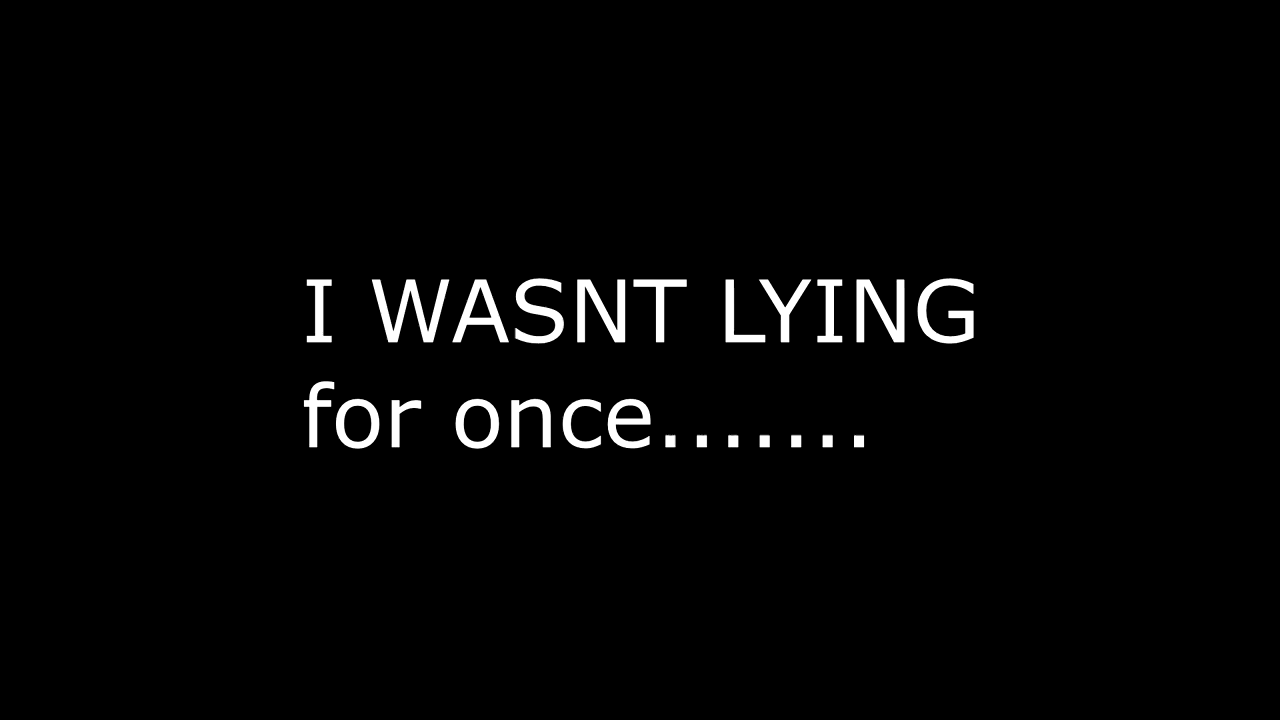 I WASNT LYING
for once.......